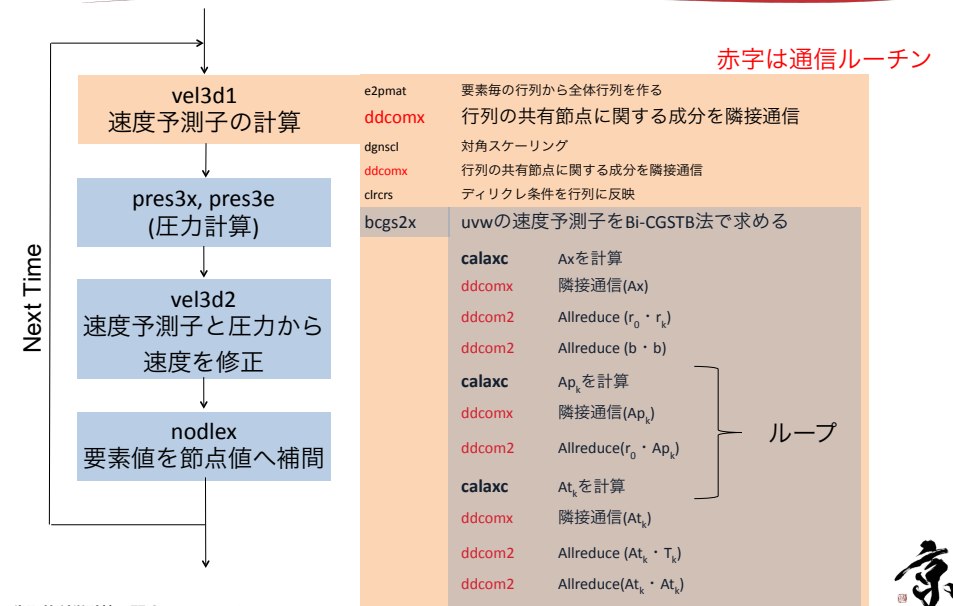 赤字は通信ルーチン
Next Time
vel3d1
速度予測子の計算
pres3x, pres3e
(圧力計算)
vel3d2
速度予測子と圧力から
速度を修正
nodlex
要素値を節点値へ補間
e2pmat 要素毎の行列から全体行列を作る
ddcomx 行列の共有節点に関する成分を隣接通信
dgnscl 対角スケーリング
ddcomx 行列の共有節点に関する成分を隣接通信
clrcrs ディリクレ条件を行列に反映
bcgs2x uvwの速度予測子をBi-CGSTB法で求める
calaxc Axを計算
ddcomx 隣接通信(Ax)
ddcom2 Allreduce (r₀・rₖ)
ddcom2 Allreduce (b・b)
calaxc Apₖを計算
ddcomx 隣接通信(Apₖ)
ddcom2 Allreduce(r₀・Apₖ)
calaxc Atₖを計算
ddcomx 隣接通信(Atₖ)
ddcom2 Allreduce (Atₖ・Tₖ)
ddcom2 Allreduce(Atₖ・Atₖ)
ループ
京